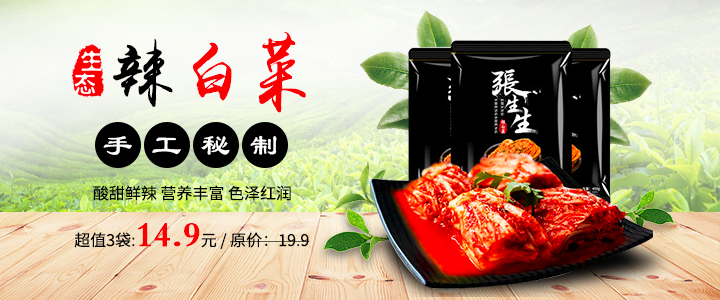 生态
辣白菜
手工秘制
酸甜鲜辣 营养丰富 色泽红润
超值3袋:14.9元 / 原价: 19.9
張生生